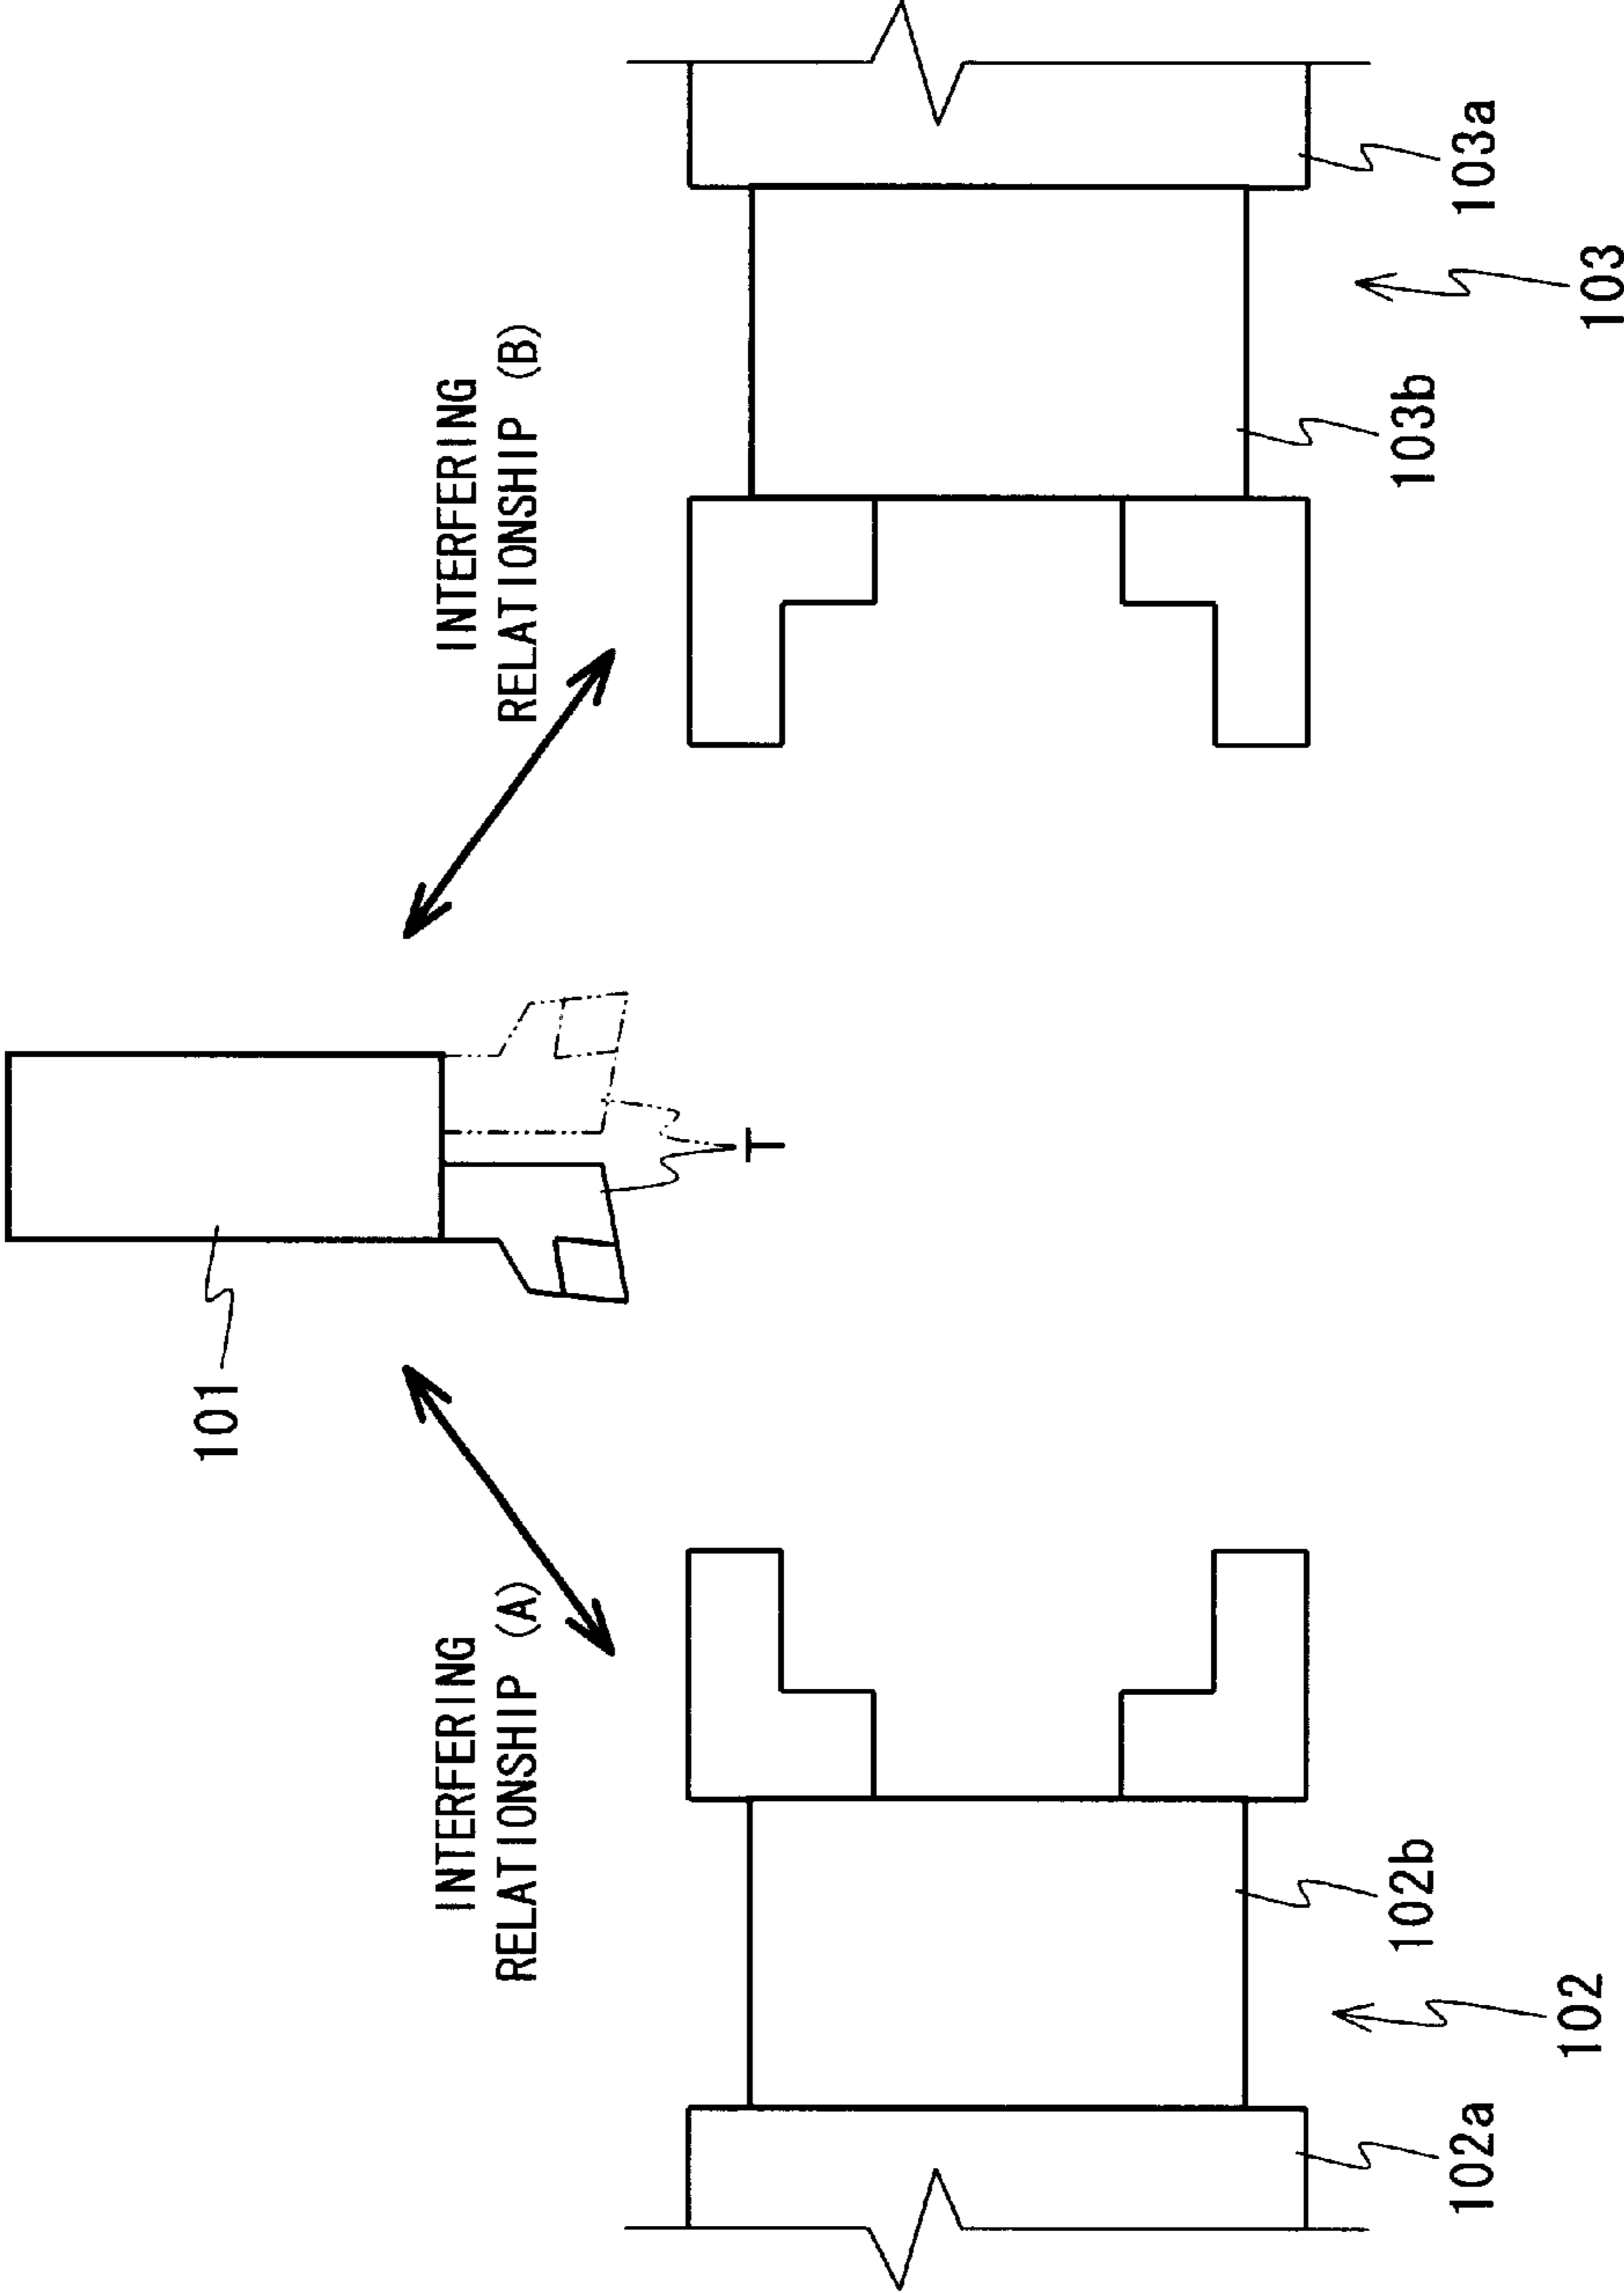 101
INTERFERING
RELATIONSHIP (A)
INTERFERING
RELATIONSHIP (B)
T
102a
102
102b
103b
103
103a